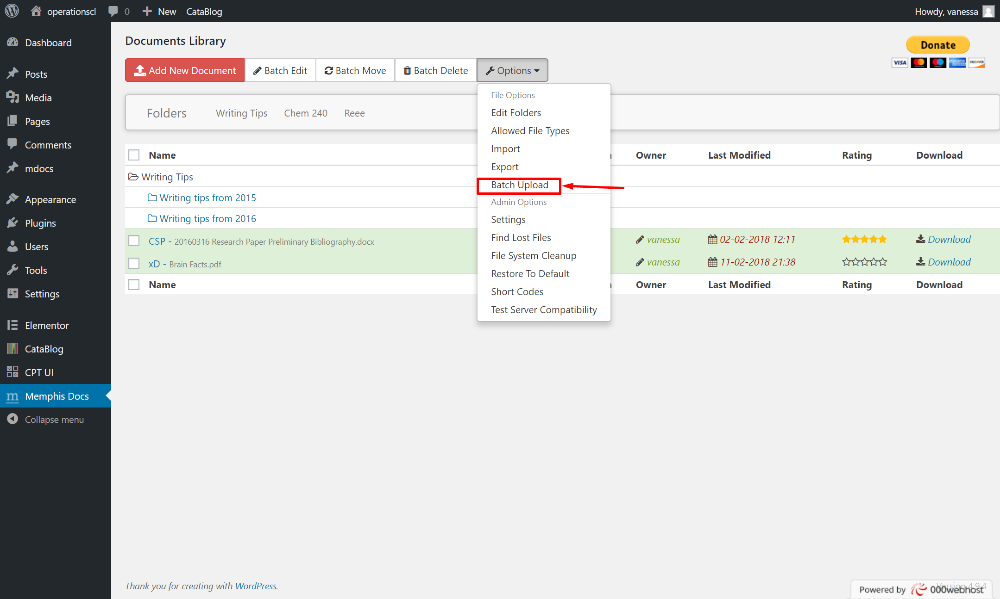 operationscl 0 New CataBlog Howdy, vanessa
Dashboard
Posts
Media
Pages
Comments
mdocs
Appearance
Plugins
Users
Tools
Settings
Elementor
CataBlog
CPT UI
m Memphis Docs
Collapse menu
Documents Library
Donate
VISA DISCOVER
Add New Document Batch Edit Batch Move Batch Delete Options
File Options
Edit Folders
Allowed File Types
Import
Export
Batch Upload
Admin Options
Settings
Find Lost Files
File System Cleanup
Restore To Default
Short Codes
Test Server Compatibility
Folders Writing Tips Chem 240 Reee
Name Owner Last Modified Rating Download
Writing Tips
Writing tips from 2015
Writing tips from 2016
CSP - 20160316 Research Paper Preliminary Bibliography.docx vanessa 02-02-2018 12:11 Download
xD - Brain Facts.pdf vanessa 11-02-2018 21:38 Download
Name Owner Last Modified Rating Download
Thank you for creating with WordPress.
Version 4.9.4
Powered by 000webhost